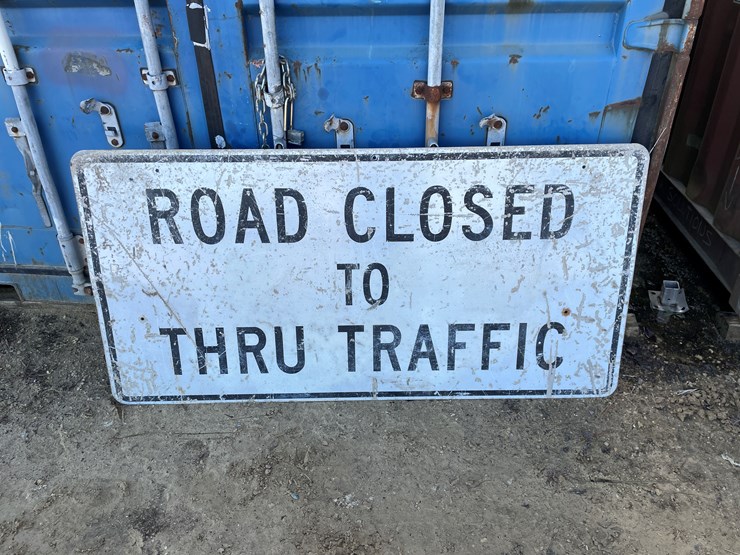 ROAD CLOSED
TO
THRU TRAFFIC